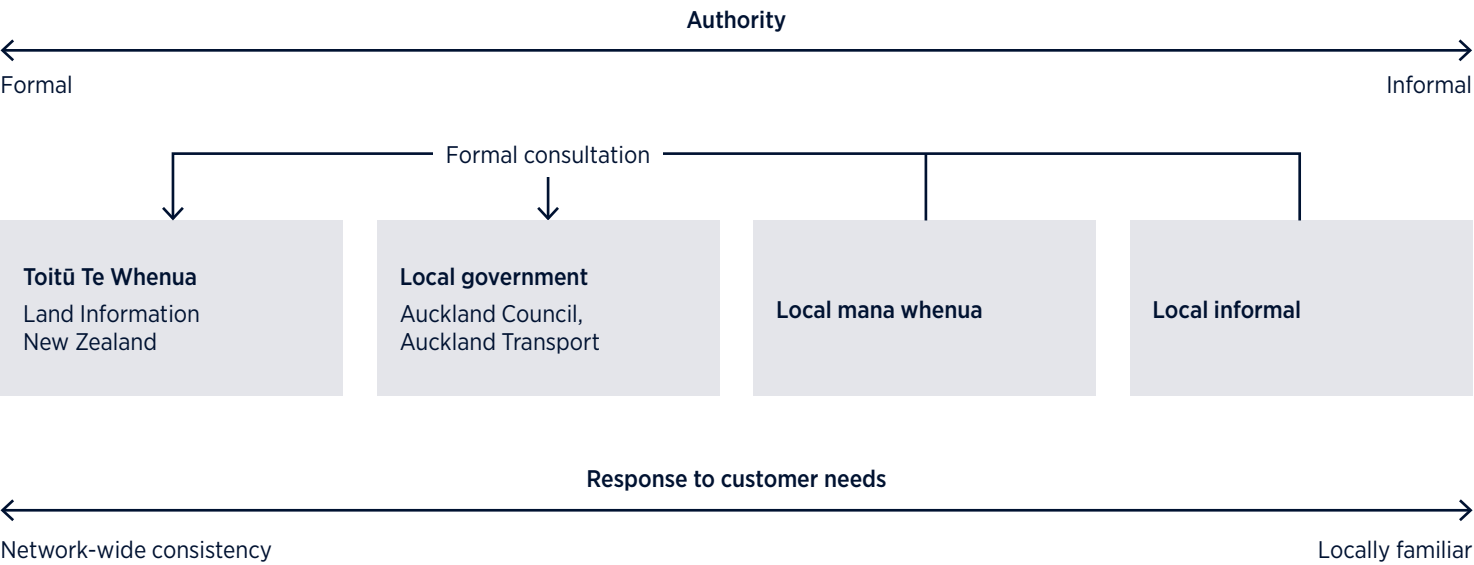 Authority
Formal
Informal
Formal consultation
Toitū Te Whenua
Land Information
New Zealand
Local government
Auckland Council,
Auckland Transport
Local mana whenua
Local informal
Response to customer needs
Network-wide consistency
Locally familiar